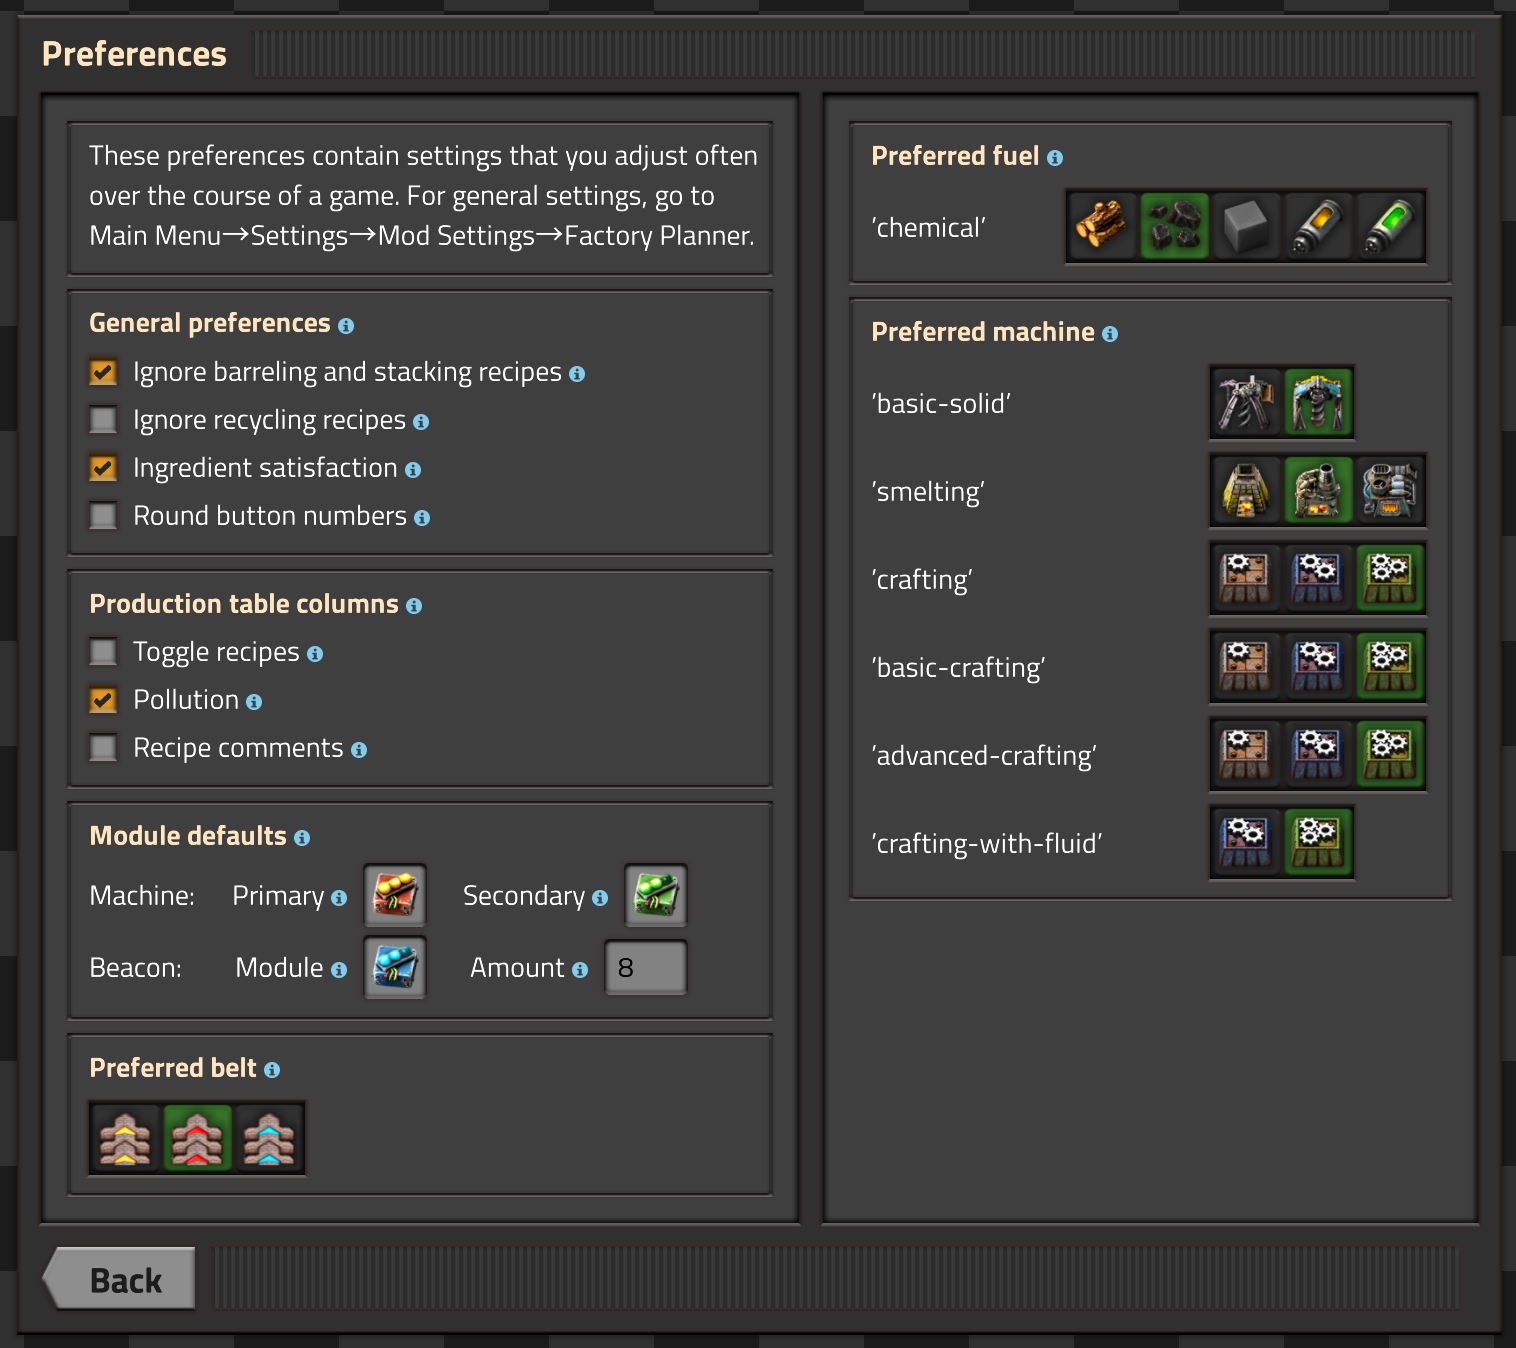 Preferences
These preferences contain settings that you adjust often
over the course of a game. For general settings, go to
Main Menu→Settings→Mod Settings→Factory Planner.
General preferences
Ignore barreling and stacking recipes
Ignore recycling recipes
Ingredient satisfaction
Round button numbers
Production table columns
Toggle recipes
Pollution
Recipe comments
Module defaults
Machine: Primary Secondary
Beacon: Module Amount 8
Preferred belt
Preferred fuel
'chemical'
Preferred machine
'basic-solid'
'smelting'
'crafting'
'basic-crafting'
'advanced-crafting'
'crafting-with-fluid'
Back